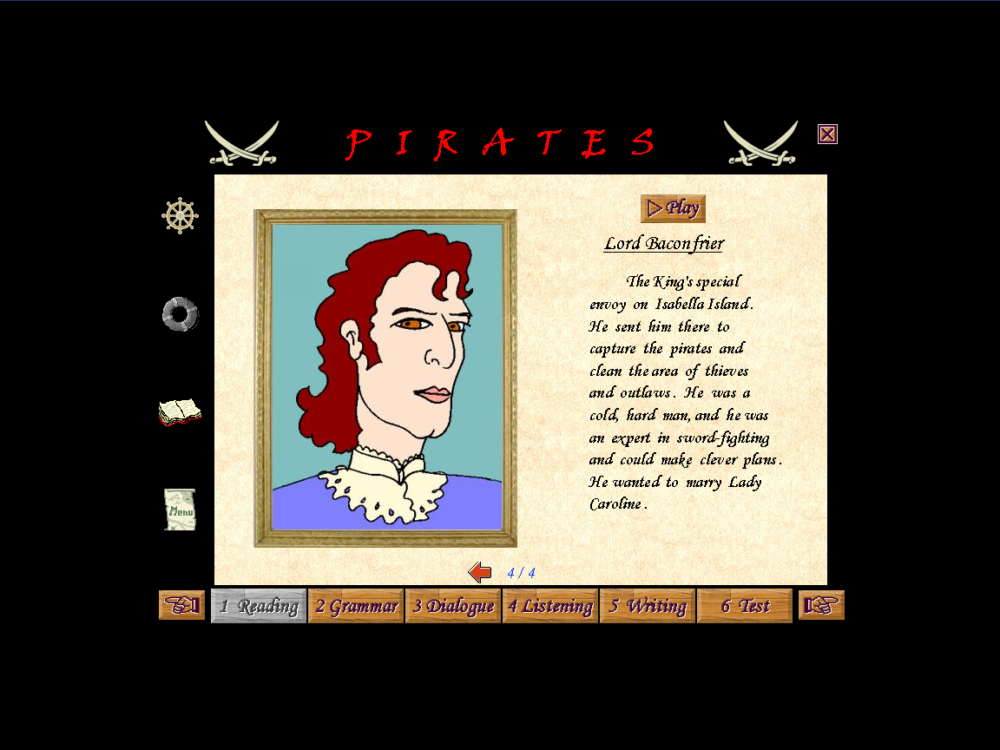 PIRATES
Play
Lord Baconfrier
The King's special
envoy on Isabella Island.
He sent him there to
capture the pirates and
clean the area of thieves
and outlaws. He was a
cold, hard man, and he was
an expert in sword-fighting
and could make clever plans.
He wanted to marry Lady
Caroline.
Menu
4 / 4
1 Reading
2 Grammar
3 Dialogue
4 Listening
5 Writing
6 Test